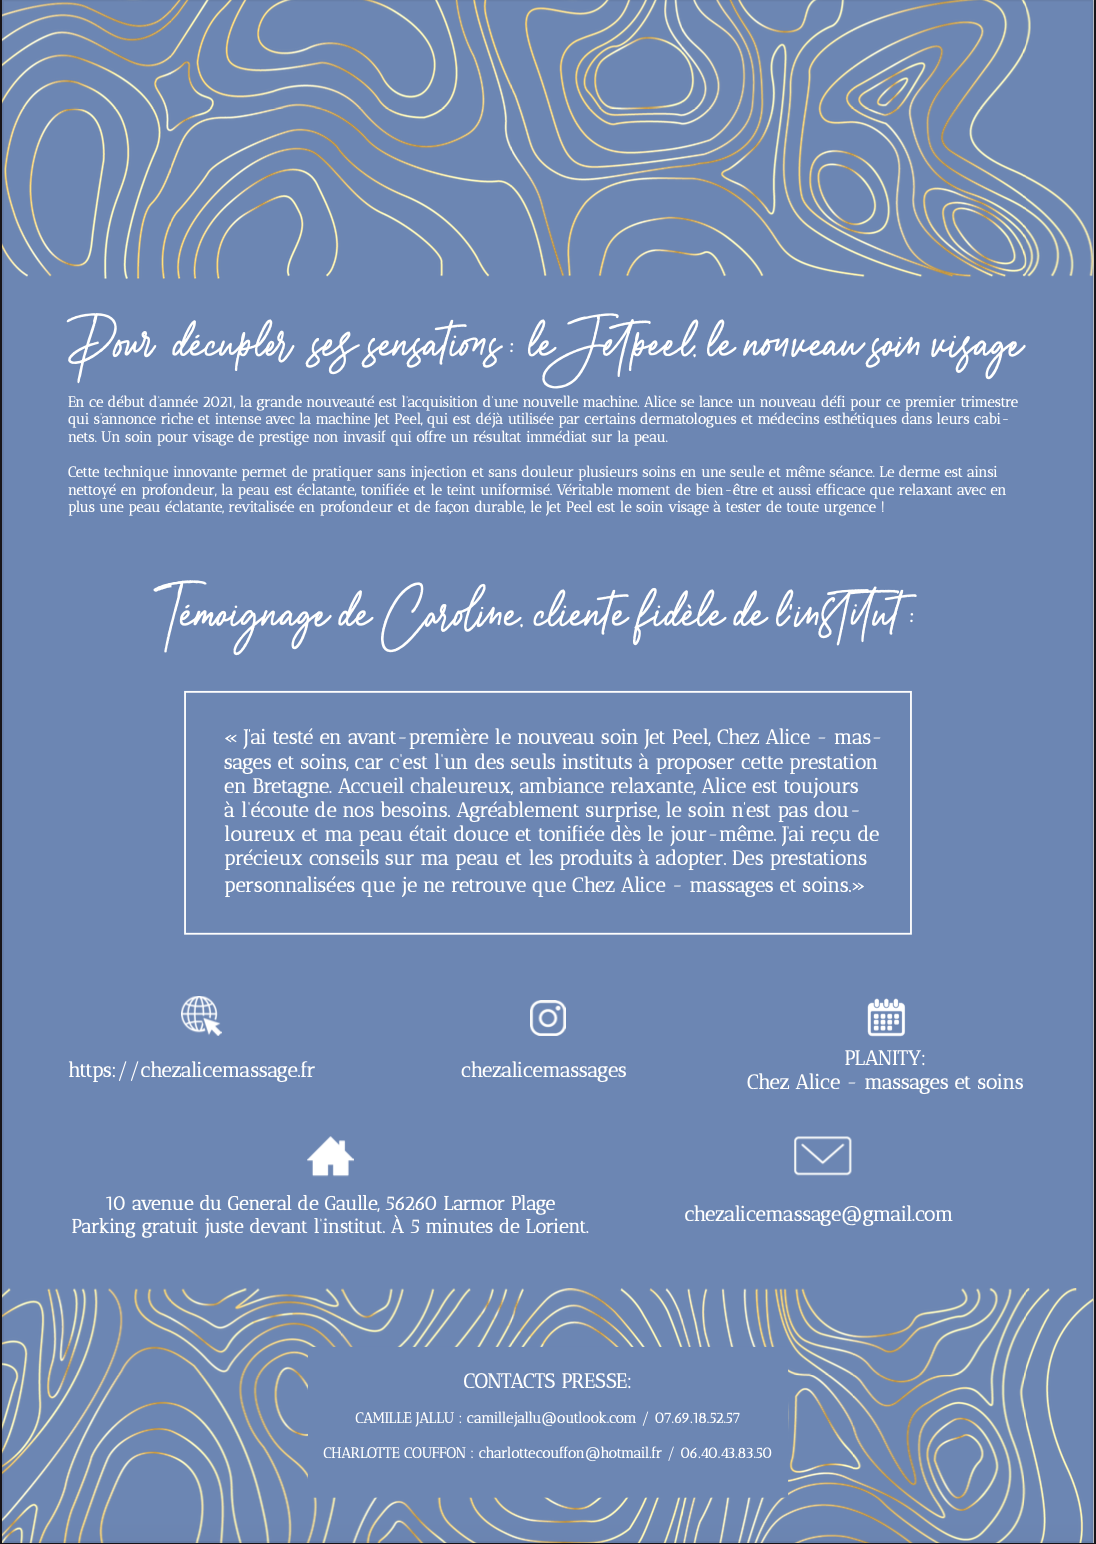 Pour décupler ses sensations : le Jetpeel, le nouveau soin visage
En ce début d'année 2021, la grande nouveauté est l'acquisition d'une nouvelle machine. Alice se lance un nouveau défi pour ce premier trimestre
qui s'annonce riche et intense avec la machine Jet Peel, qui est déjà utilisée par certains dermatologues et médecins esthétiques dans leurs cabi-
nets. Un soin pour visage de prestige non invasif qui offre un résultat immédiat sur la peau.
Cette technique innovante permet de pratiquer sans injection et sans douleur plusieurs soins en une seule et même séance. Le derme est ainsi
nettoyé en profondeur, la peau est éclatante, tonifiée et le teint uniformisé. Véritable moment de bien-être et aussi efficace que relaxant avec en
plus une peau éclatante, revitalisée en profondeur et de façon durable, le Jet Peel est le soin visage à tester de toute urgence !
Témoignage de Caroline, cliente fidèle de l'institut :
« J'ai testé en avant-première le nouveau soin Jet Peel, Chez Alice - mas-
sages et soins, car c'est l'un des seuls instituts à proposer cette prestation
en Bretagne. Accueil chaleureux, ambiance relaxante, Alice est toujours
à l'écoute de nos besoins. Agréablement surprise, le soin n'est pas dou-
loureux et ma peau était douce et tonifiée dès le jour-même. J'ai reçu de
précieux conseils sur ma peau et les produits à adopter. Des prestations
personnalisées que je ne retrouve que Chez Alice - massages et soins.»
https://chezalicemassage.fr
chezalicemassages
PLANITY:
Chez Alice - massages et soins
10 avenue du General de Gaulle, 56260 Larmor Plage
Parking gratuit juste devant l'institut. À 5 minutes de Lorient.
chezalicemassage@gmail.com
CONTACTS PRESSE:
CAMILLE JALLU : camillejallu@outlook.com / 07.69.18.52.57
CHARLOTTE COUFFON : charlottecouffon@hotmail.fr / 06.40.43.83.50